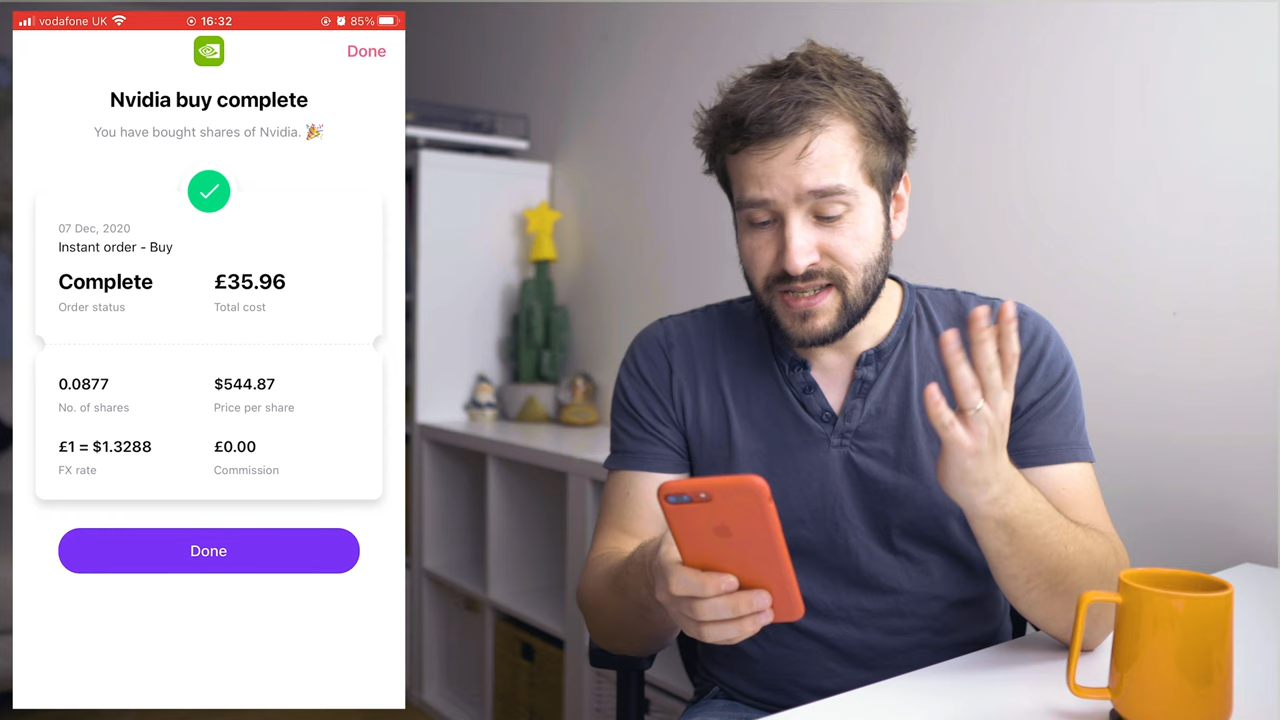 vodafone UK 16:32 85%
Done
Nvidia buy complete
You have bought shares of Nvidia. 🎉
07 Dec, 2020
Instant order - Buy
Complete £35.96
Order status Total cost
0.0877 $544.87
No. of shares Price per share
£1 = $1.3288 £0.00
FX rate Commission
Done